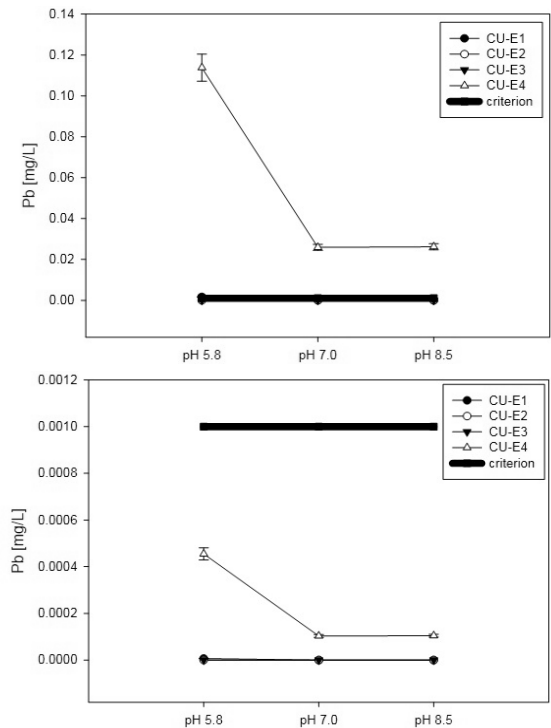 0.14
0.12
0.10
0.08
0.06
0.04
0.02
0.00
Pb [mg/L]
CU-E1
CU-E2
CU-E3
CU-E4
criterion
pH 5.8
pH 7.0
pH 8.5
0.0012
0.0010
0.0008
0.0006
0.0004
0.0002
0.0000
Pb [mg/L]
CU-E1
CU-E2
CU-E3
CU-E4
criterion
pH 5.8
pH 7.0
pH 8.5